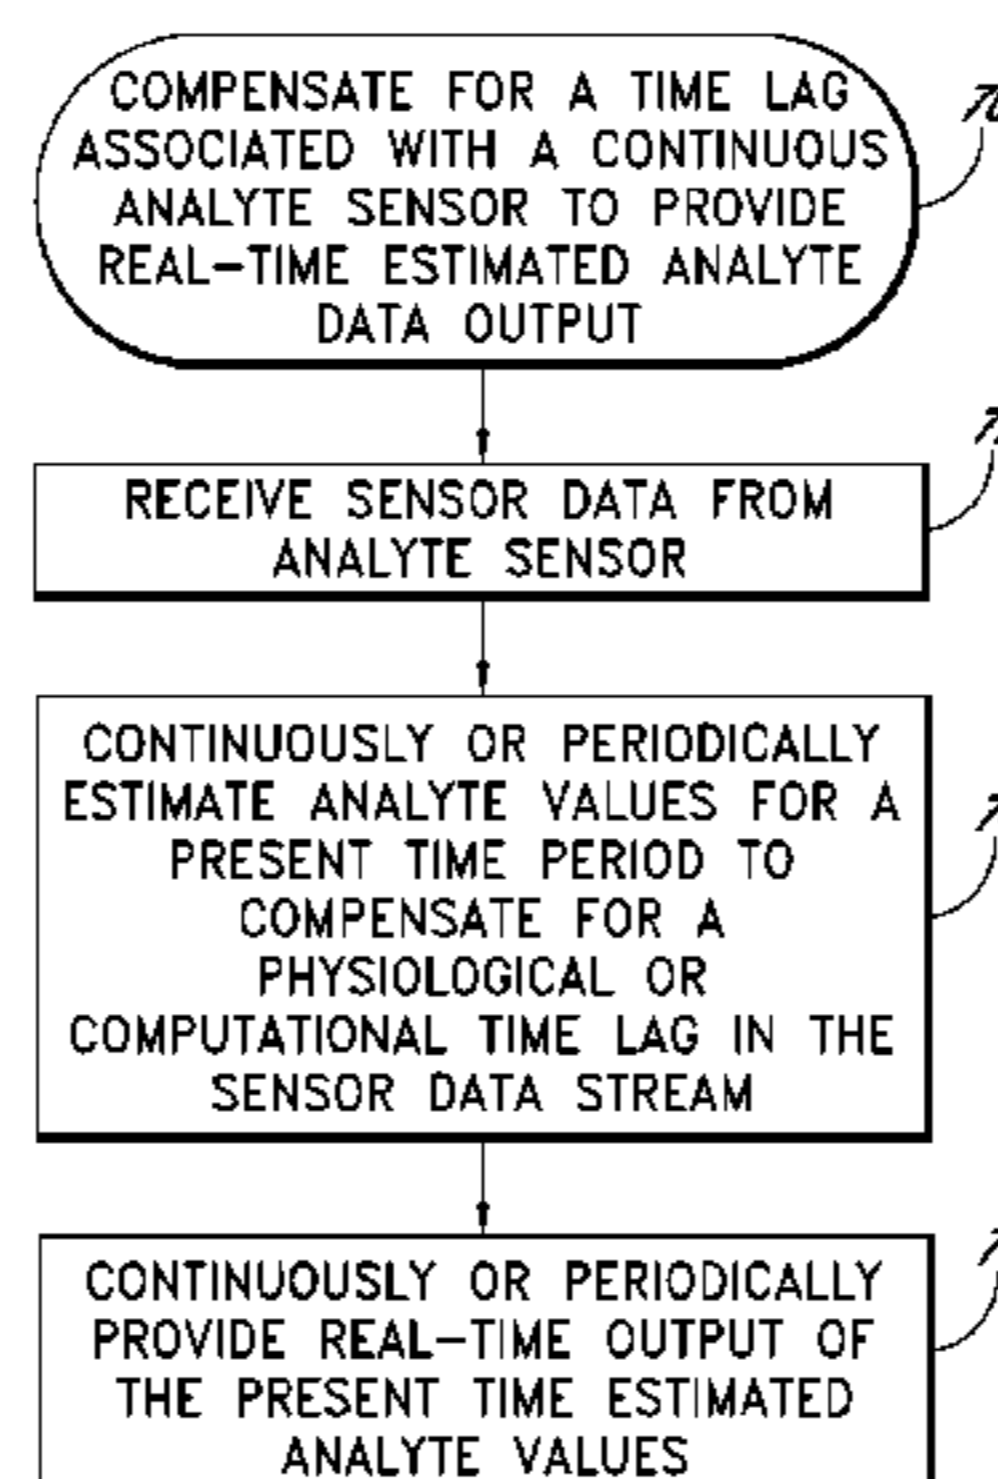 COMPENSATE FOR A TIME LAG
ASSOCIATED WITH A CONTINUOUS
ANALYTE SENSOR TO PROVIDE
REAL-TIME ESTIMATED ANALYTE
DATA OUTPUT
RECEIVE SENSOR DATA FROM
ANALYTE SENSOR
CONTINUOUSLY OR PERIODICALLY
ESTIMATE ANALYTE VALUES FOR A
PRESENT TIME PERIOD TO
COMPENSATE FOR A
PHYSIOLOGICAL OR
COMPUTATIONAL TIME LAG IN THE
SENSOR DATA STREAM
CONTINUOUSLY OR PERIODICALLY
PROVIDE REAL-TIME OUTPUT OF
THE PRESENT TIME ESTIMATED
ANALYTE VALUES